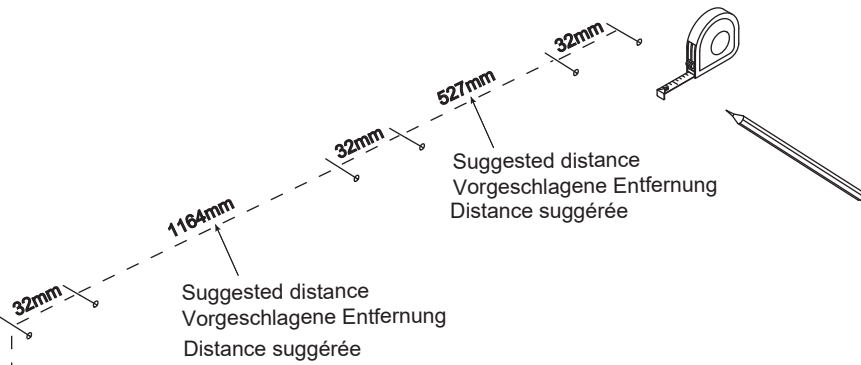 32mm
527mm
32mm
Suggested distance
Vorgeschlagene Entfernung
Distance suggérée
1164mm
32mm
Suggested distance
Vorgeschlagene Entfernung
Distance suggérée